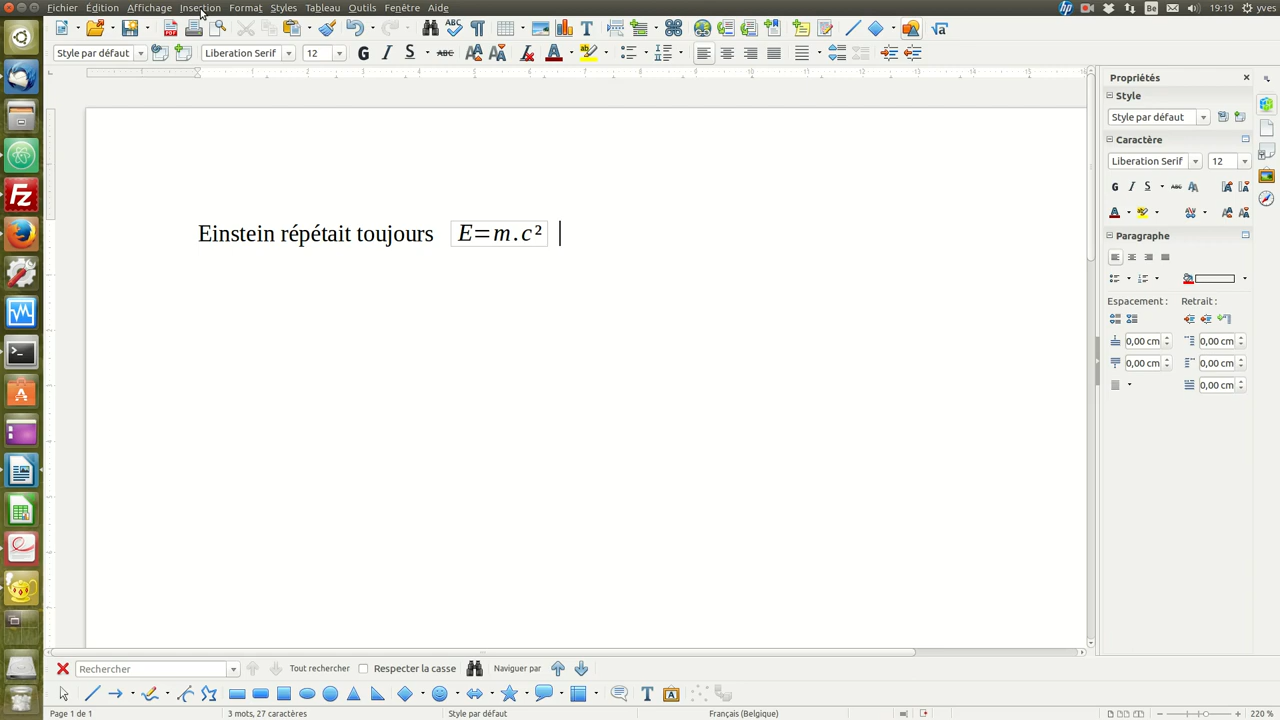 Fichier Édition Affichage Insertion Format Styles Tableau Outils Fenêtre Aide Be 19:19 yves
Style par défaut Liberation Serif 12
Propriétés
Style
Style par défaut
Caractère
Liberation Serif 12
Paragraphe
Espacement : Retrait :
0,00 cm 0,00 cm
0,00 cm 0,00 cm
0,00 cm
Einstein répétait toujours E=m.c²
Rechercher Tout rechercher Respecter la casse Naviguer par
Page 1 de 1 3 mots, 27 caractères Style par défaut Français (Belgique) 220 %